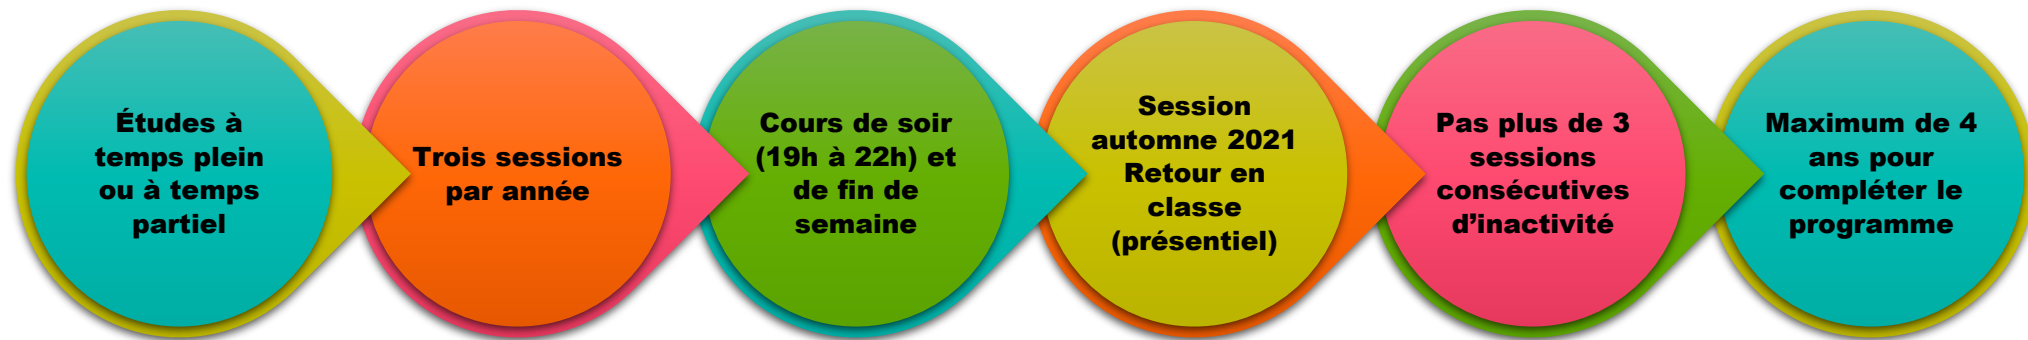 Études à
temps plein
ou à temps
partiel
Trois sessions
par année
Cours de soir
(19h à 22h) et
de fin de
semaine
Session
automne 2021
Retour en
classe
(présentiel)
Pas plus de 3
sessions
consécutives
d’inactivité
Maximum de 4
ans pour
compléter le
programme